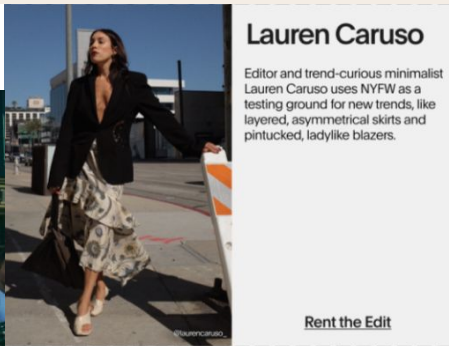 Lauren Caruso
Editor and trend-curious minimalist
Lauren Caruso uses NYFW as a
testing ground for new trends, like
layered, asymmetrical skirts and
pintucked, ladylike blazers.
@laurencaruso_
Rent the Edit